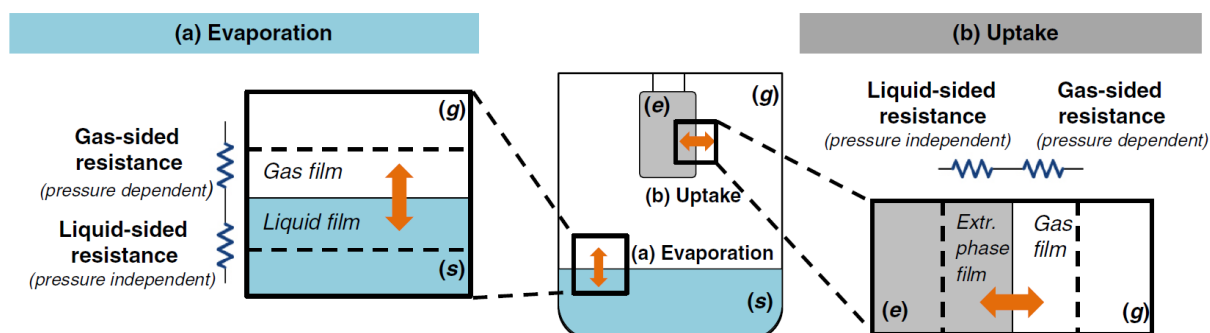 (a) Evaporation
(b) Uptake
Gas-sided
resistance
(pressure dependent)
Liquid-sided
resistance
(pressure independent)
(g)
Gas film
Liquid film
(s)
(e)
(g)
(b) Uptake
(a) Evaporation
(s)
Liquid-sided
resistance
(pressure independent)
Gas-sided
resistance
(pressure dependent)
Extr.
phase
film
Gas
film
(e)
(g)